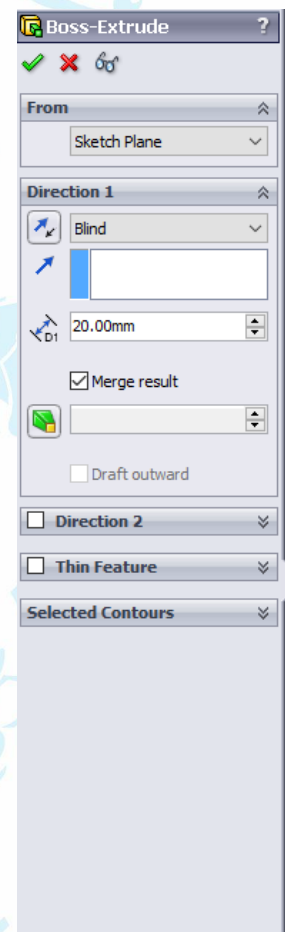 Boss-Extrude ?
From
Sketch Plane
Direction 1
Blind
D1 20.00mm
Merge result
Draft outward
Direction 2
Thin Feature
Selected Contours